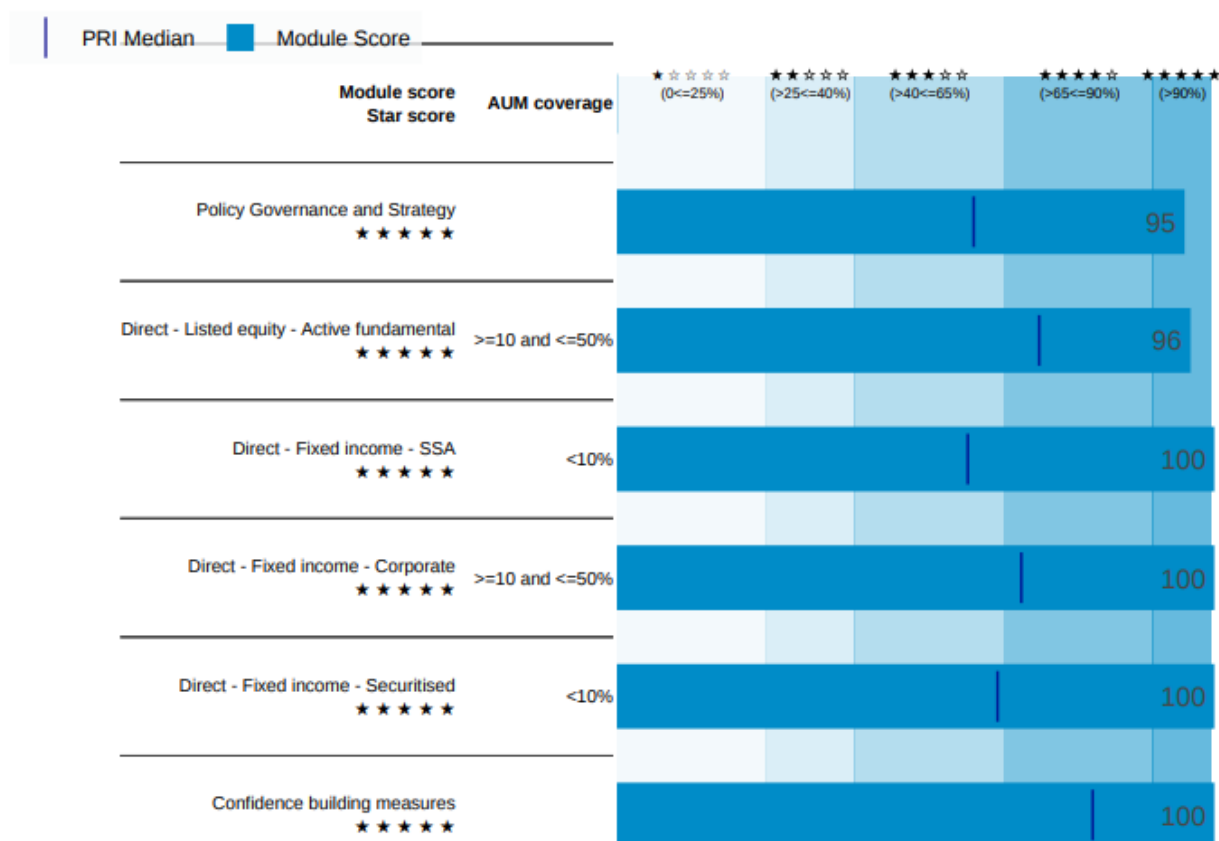 PRI Median Module Score
★☆☆☆☆ ★★☆☆☆ ★★★☆☆ ★★★★☆ ★★★★★
(0<=25%) (>25<=40%) (>40<=65%) (>65<=90%) (>90%)
Module score
Star score
AUM coverage
Policy Governance and Strategy
★★★★★
95
Direct - Listed equity - Active fundamental
★★★★★
>=10 and <=50%
96
Direct - Fixed income - SSA
★★★★★
<10%
100
Direct - Fixed income - Corporate
★★★★★
>=10 and <=50%
100
Direct - Fixed income - Securitised
★★★★★
<10%
100
Confidence building measures
★★★★★
100